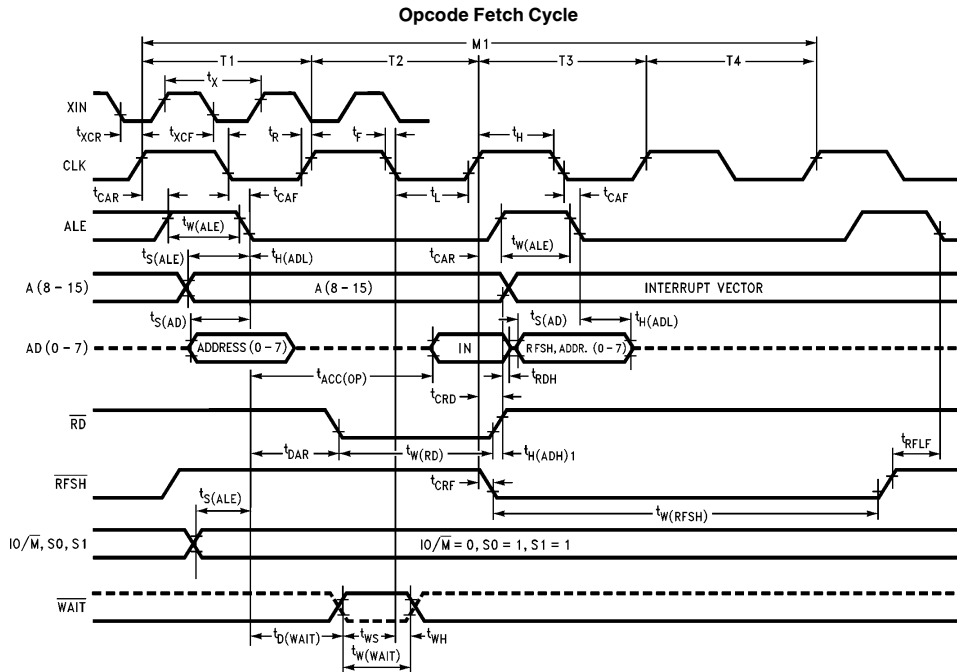 Opcode Fetch Cycle
M1
T1 T2 T3 T4
tX
XIN
tXCR tXCF tR tF tH
CLK
tCAR tCAF tL tCAF
ALE
tW(ALE) tW(ALE)
tS(ALE) tH(ADL) tCAR
A(8-15) A(8-15) INTERRUPT VECTOR
tS(AD) tS(AD) tH(ADL)
AD(0-7) ADDRESS(0-7) IN RFSH, ADDR. (0-7)
tACC(OP) tRDH
tCRD
RD
tDAR tW(RD) tH(ADH)1 tRFLF
RFSH tCRF
tS(ALE) tW(RFSH)
IO/M, S0, S1 IO/M = 0, S0 = 1, S1 = 1
WAIT
tD(WAIT) tWS tWH
tW(WAIT)